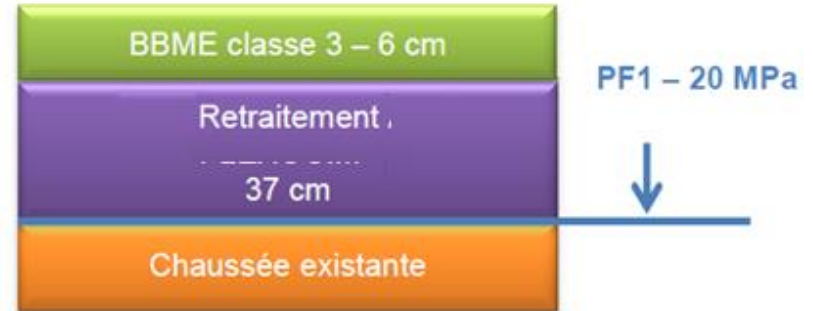 BBME classe 3 – 6 cm
PF1 – 20 MPa
Retraitement
37 cm
Chaussée existante